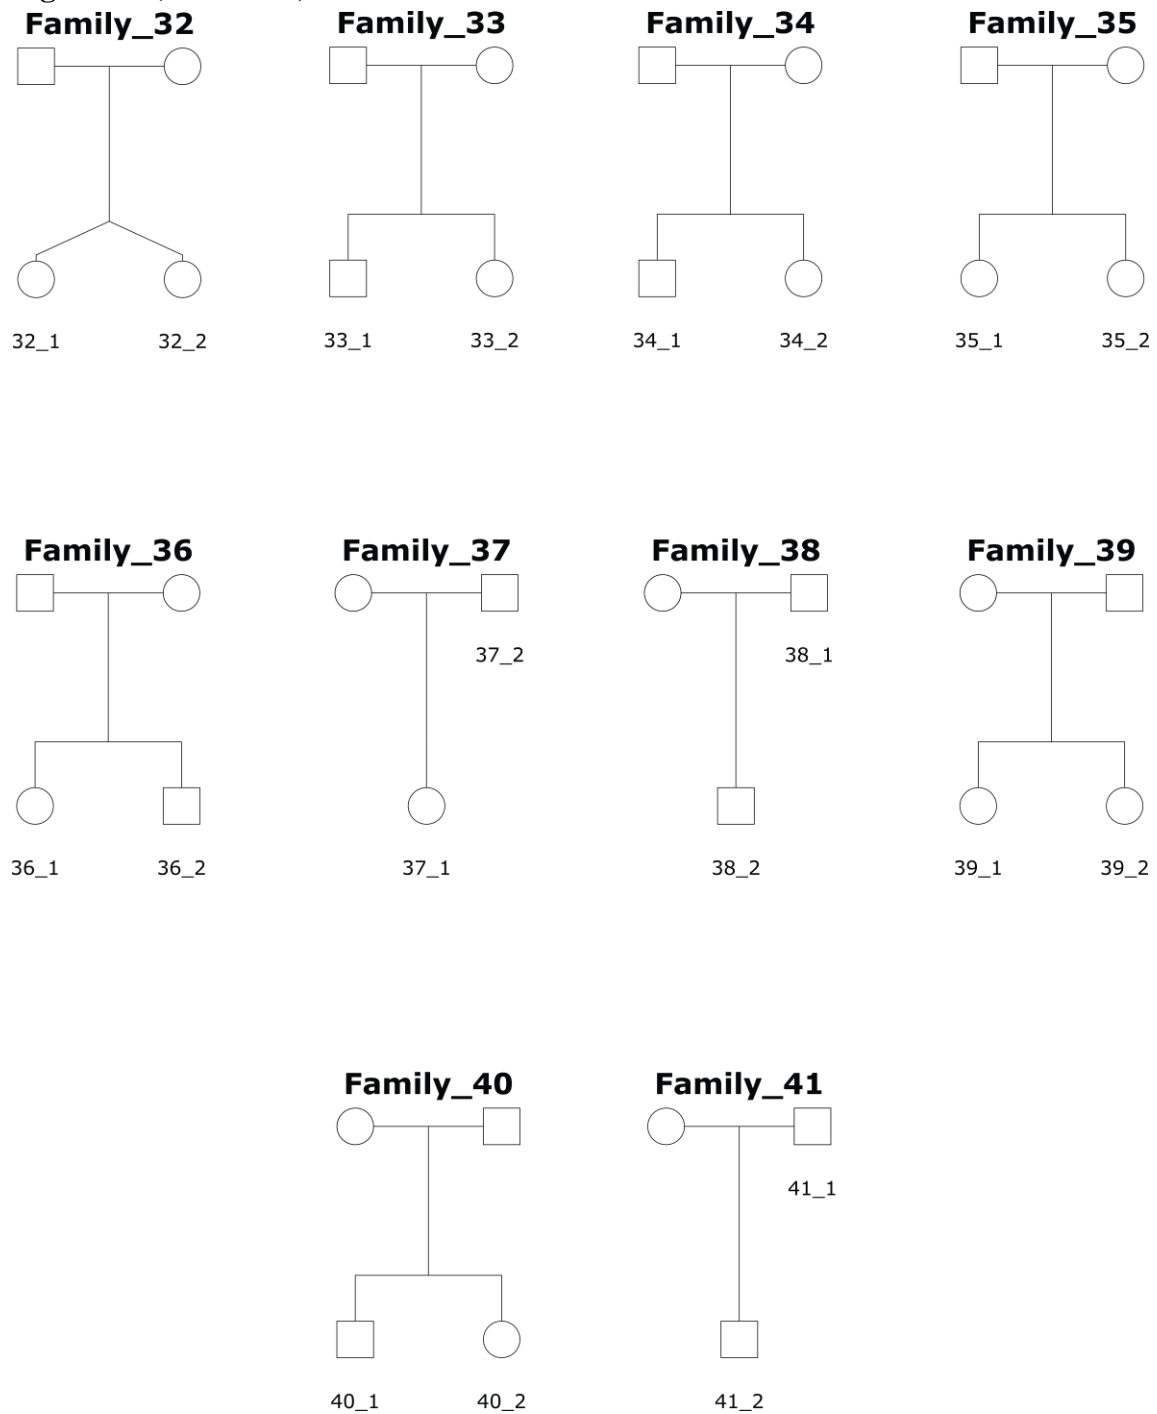 Family_32 Family_33 Family_34 Family_35
32_1 32_2 33_1 33_2 34_1 34_2 35_1 35_2
Family_36 Family_37 Family_38 Family_39
37_2 38_1
36_1 36_2 37_1 38_2 39_1 39_2
Family_40 Family_41
41_1
40_1 40_2 41_2